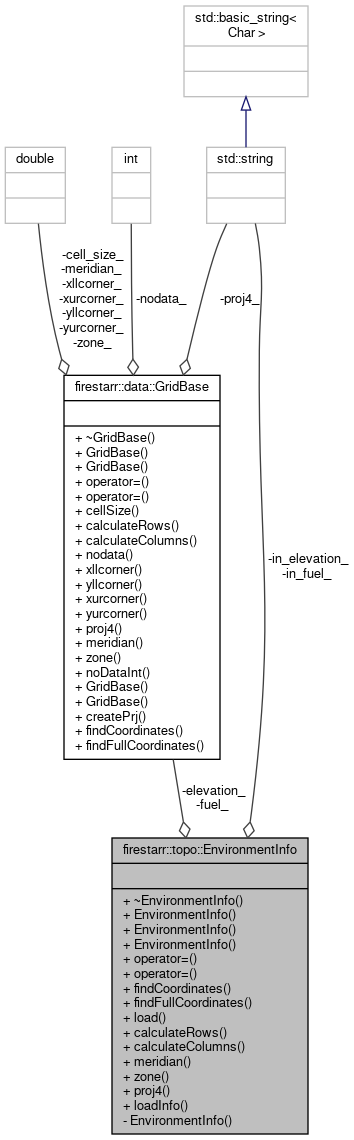 std::basic_string<
Char >
double
int
std::string
-cell_size_
-meridian_
-xllcorner_
-xurcorner_
-yllcorner_
-yurcorner_
-zone_
-nodata_
-proj4_
firestarr::data::GridBase
+ ~GridBase()
+ GridBase()
+ GridBase()
+ operator=()
+ operator=()
+ cellSize()
+ calculateRows()
+ calculateColumns()
+ nodata()
+ xllcorner()
+ yllcorner()
+ xurcorner()
+ yurcorner()
+ proj4()
+ meridian()
+ zone()
+ noDataInt()
+ GridBase()
+ GridBase()
+ createPrj()
+ findCoordinates()
+ findFullCoordinates()
-in_elevation_
-in_fuel_
-elevation_
-fuel_
firestarr::topo::EnvironmentInfo
+ ~EnvironmentInfo()
+ EnvironmentInfo()
+ EnvironmentInfo()
+ EnvironmentInfo()
+ operator=()
+ operator=()
+ findCoordinates()
+ findFullCoordinates()
+ load()
+ calculateRows()
+ calculateColumns()
+ meridian()
+ zone()
+ proj4()
+ loadInfo()
- EnvironmentInfo()